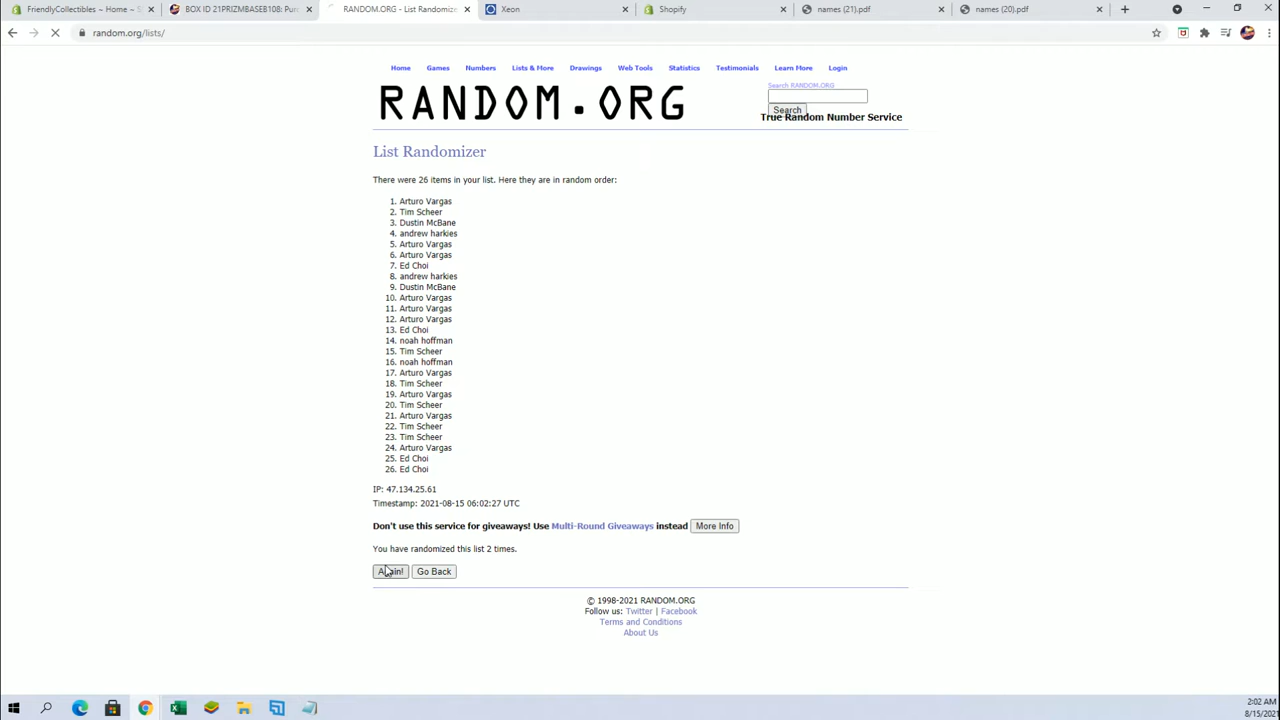 FriendlyCollectibles ~ Home ~ S
BOX ID 21PRIZMBASEB108: Pur
RANDOM.ORG - List Randomizer
Xeon
Shopify
names (21).pdf
names (20).pdf
random.org/lists/
Home Games Numbers Lists & More Drawings Web Tools Statistics Testimonials Learn More Login
Search RANDOM.ORG
RANDOM.ORG
Search
True Random Number Service
List Randomizer
There were 26 items in your list. Here they are in random order:
1. Arturo Vargas
2. Tim Scheer
3. Dustin McBane
4. andrew harkies
5. Arturo Vargas
6. Arturo Vargas
7. Ed Choi
8. andrew harkies
9. Dustin McBane
10. Arturo Vargas
11. Arturo Vargas
12. Arturo Vargas
13. Ed Choi
14. noah hoffman
15. Tim Scheer
16. noah hoffman
17. Arturo Vargas
18. Tim Scheer
19. Arturo Vargas
20. Tim Scheer
21. Arturo Vargas
22. Tim Scheer
23. Tim Scheer
24. Arturo Vargas
25. Ed Choi
26. Ed Choi
IP: 47.134.25.61
Timestamp: 2021-08-15 06:02:27 UTC
Don't use this service for giveaways! Use Multi-Round Giveaways instead More Info
You have randomized this list 2 times.
Again! Go Back
© 1998-2021 RANDOM.ORG
Follow us: Twitter | Facebook
Terms and Conditions
About Us
2:02 AM
8/15/2021